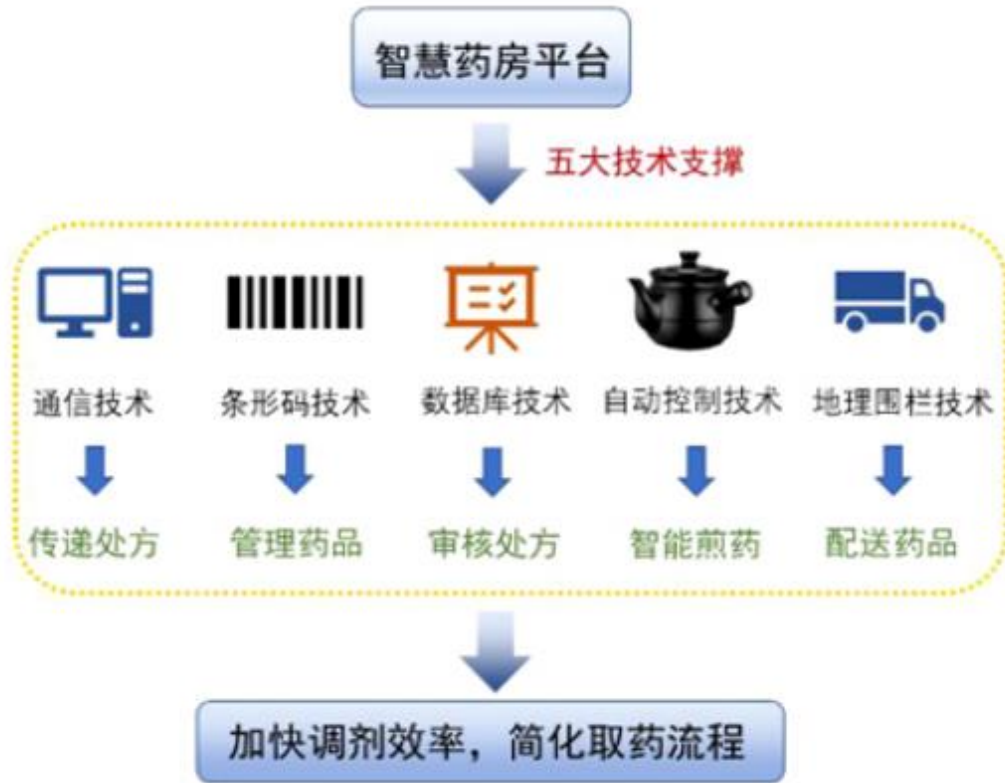 智慧药房平台
五大技术支撑
通信技术 条形码技术 数据库技术 自动控制技术 地理围栏技术
传递处方 管理药品 审核处方 智能煎药 配送药品
加快调剂效率，简化取药流程